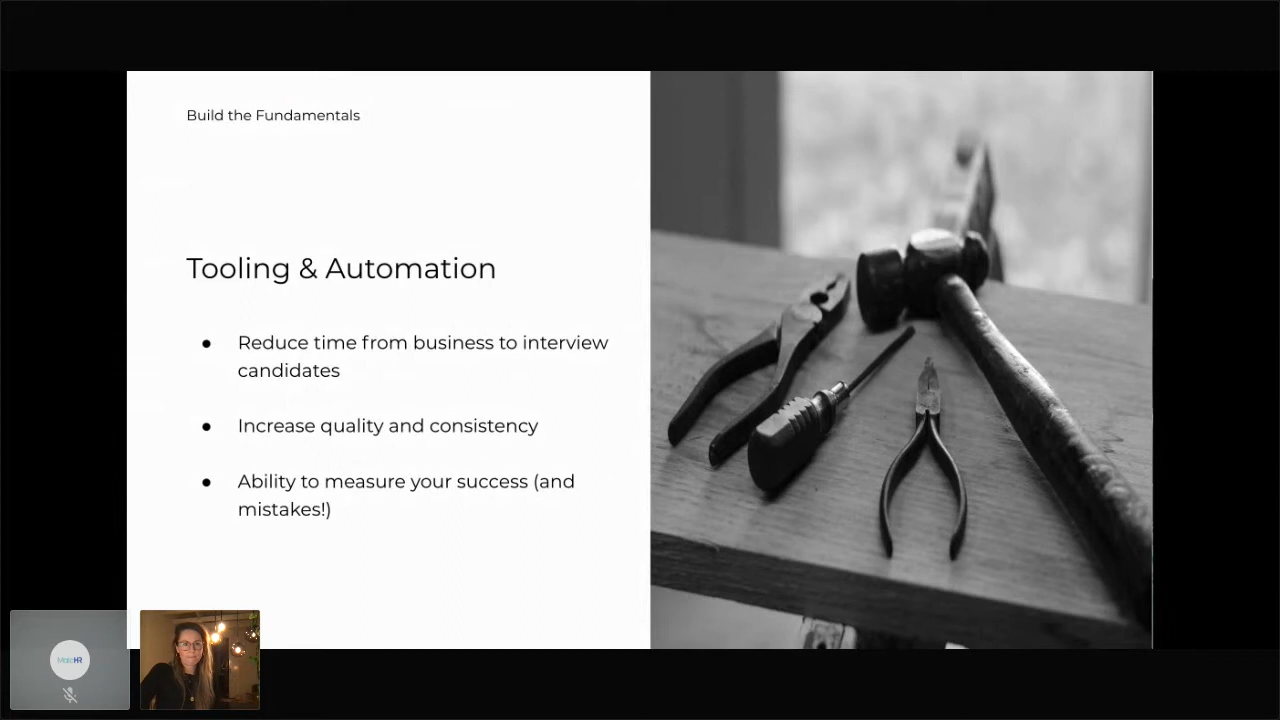 Build the Fundamentals
Tooling & Automation
● Reduce time from business to interview
candidates
● Increase quality and consistency
● Ability to measure your success (and
mistakes!)